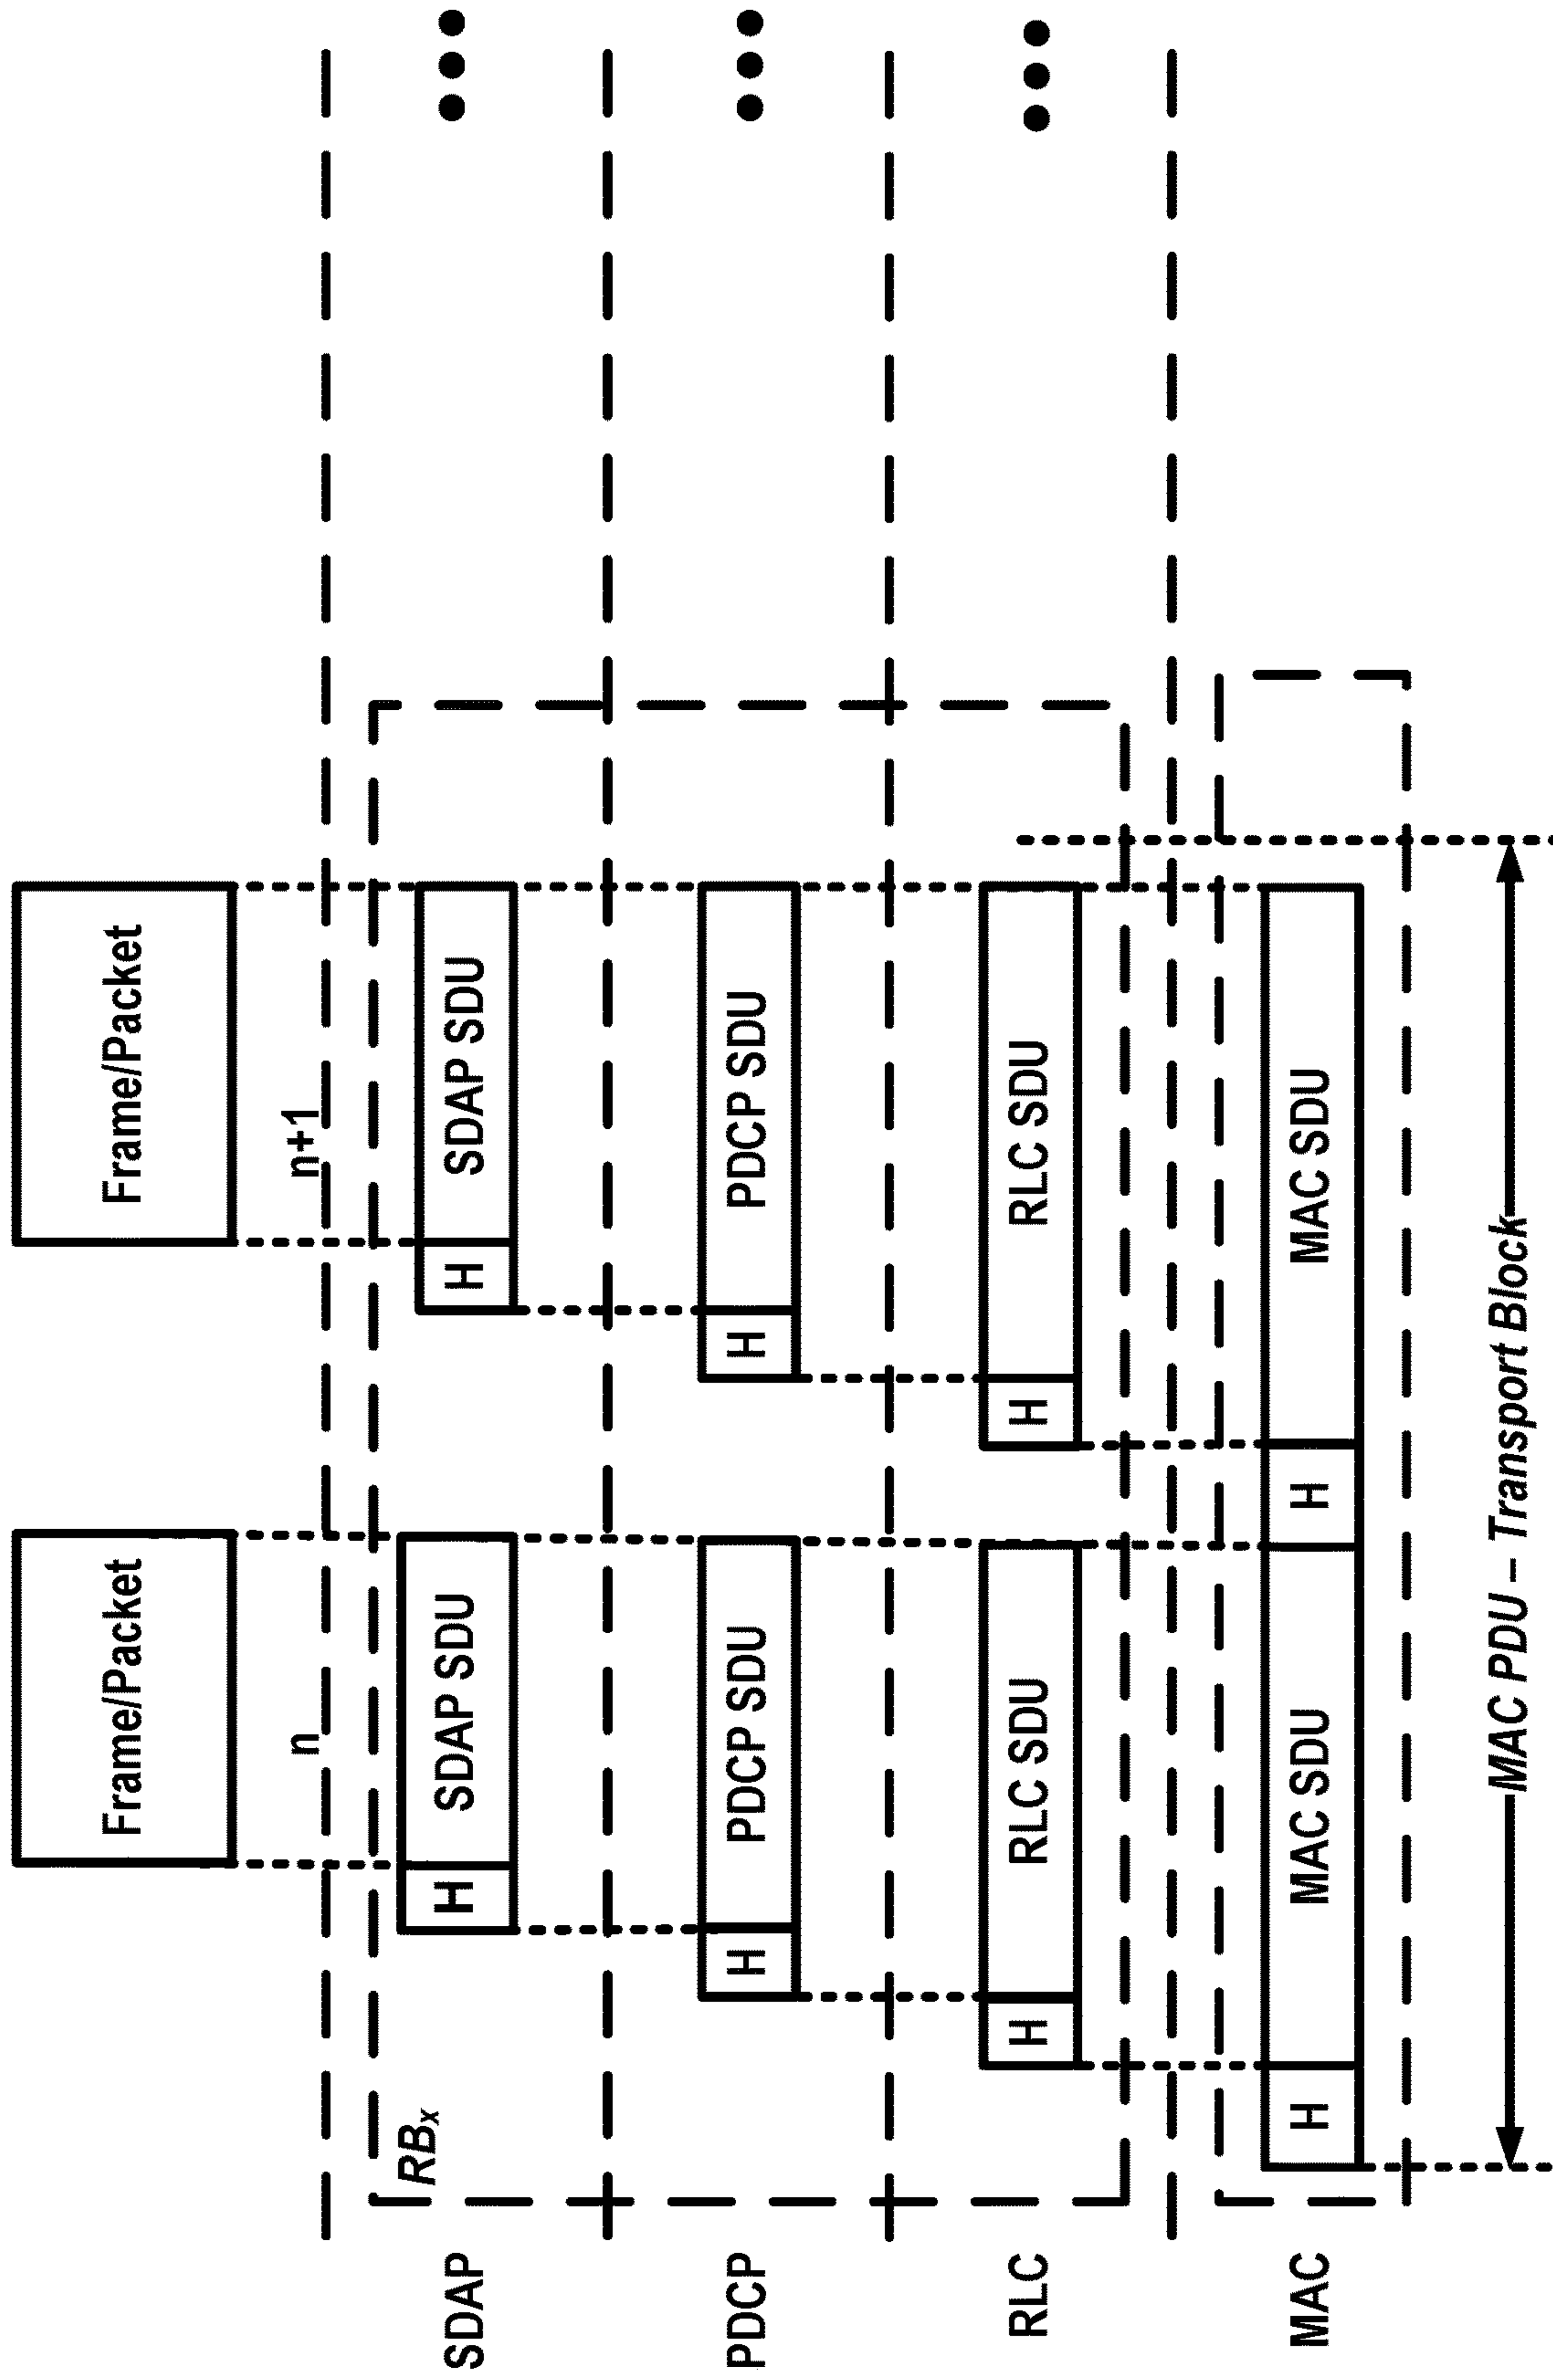 Frame/Packet
Frame/Packet
n
n+1
RBx
SDAP
H
SDAP SDU
H
SDAP SDU
PDCP
H
PDCP SDU
H
PDCP SDU
RLC
H
RLC SDU
H
RLC SDU
MAC
H
MAC SDU
H
MAC SDU
MAC PDU – Transport Block